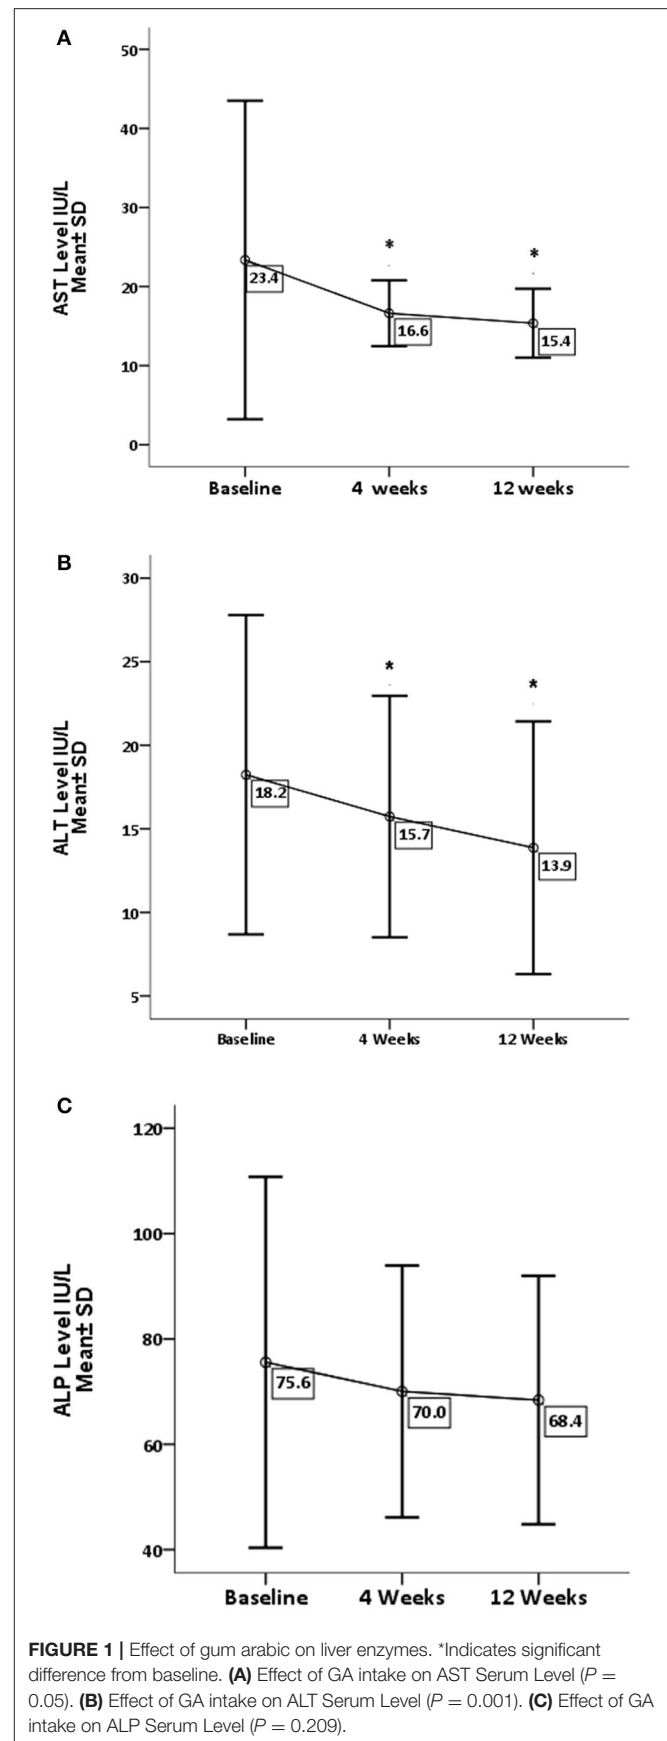 A
50
40
30
20
10
0
AST Level IU/L
Mean± SD
*
*
23.4
16.6
15.4
Baseline
4 weeks
12 weeks
B
30
25
20
15
10
5
ALT Level IU/L
Mean± SD
*
*
18.2
15.7
13.9
Baseline
4 Weeks
12 Weeks
C
120
100
80
60
40
ALP Level IU/L
Mean± SD
75.6
70.0
68.4
Baseline
4 Weeks
12 Weeks
FIGURE 1 | Effect of gum arabic on liver enzymes. *Indicates significant
difference from baseline. (A) Effect of GA intake on AST Serum Level (P =
0.05). (B) Effect of GA intake on ALT Serum Level (P = 0.001). (C) Effect of GA
intake on ALP Serum Level (P = 0.209).